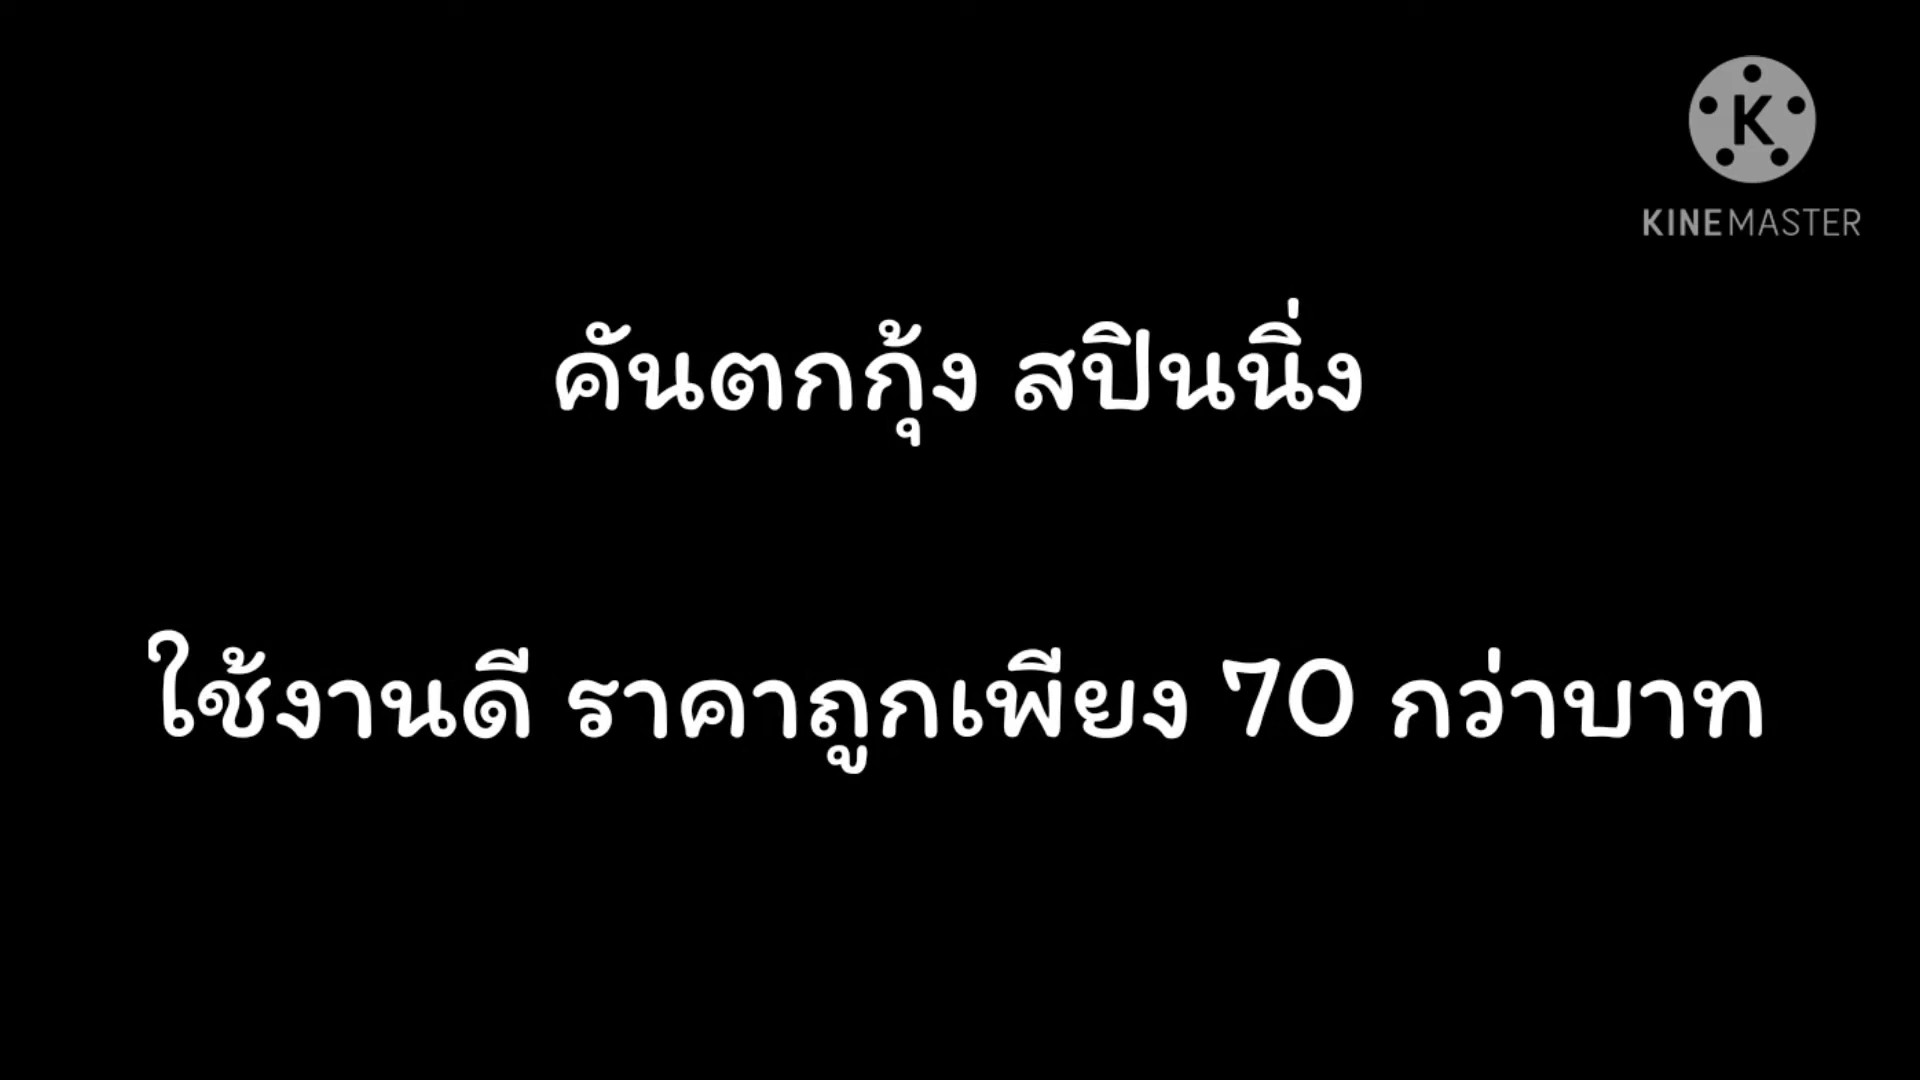 K
KINEMASTER
คันตกกุ้ง สปินนิ่ง
ใช้งานดี ราคาถูกเพียง 70 กว่าบาท